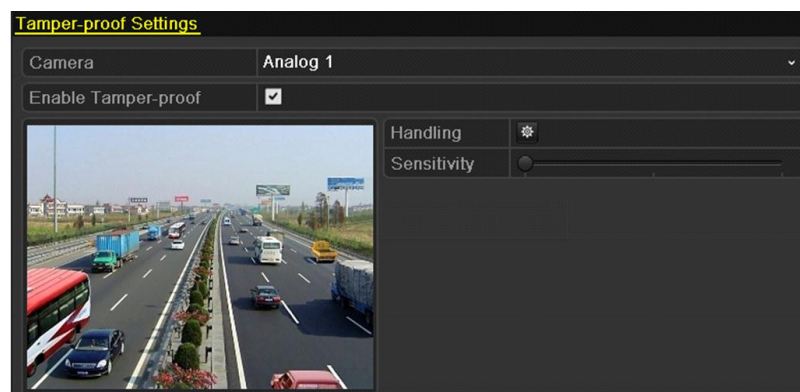 Tamper-proof Settings
Camera
Analog 1
Enable Tamper-proof
Handling
Sensitivity